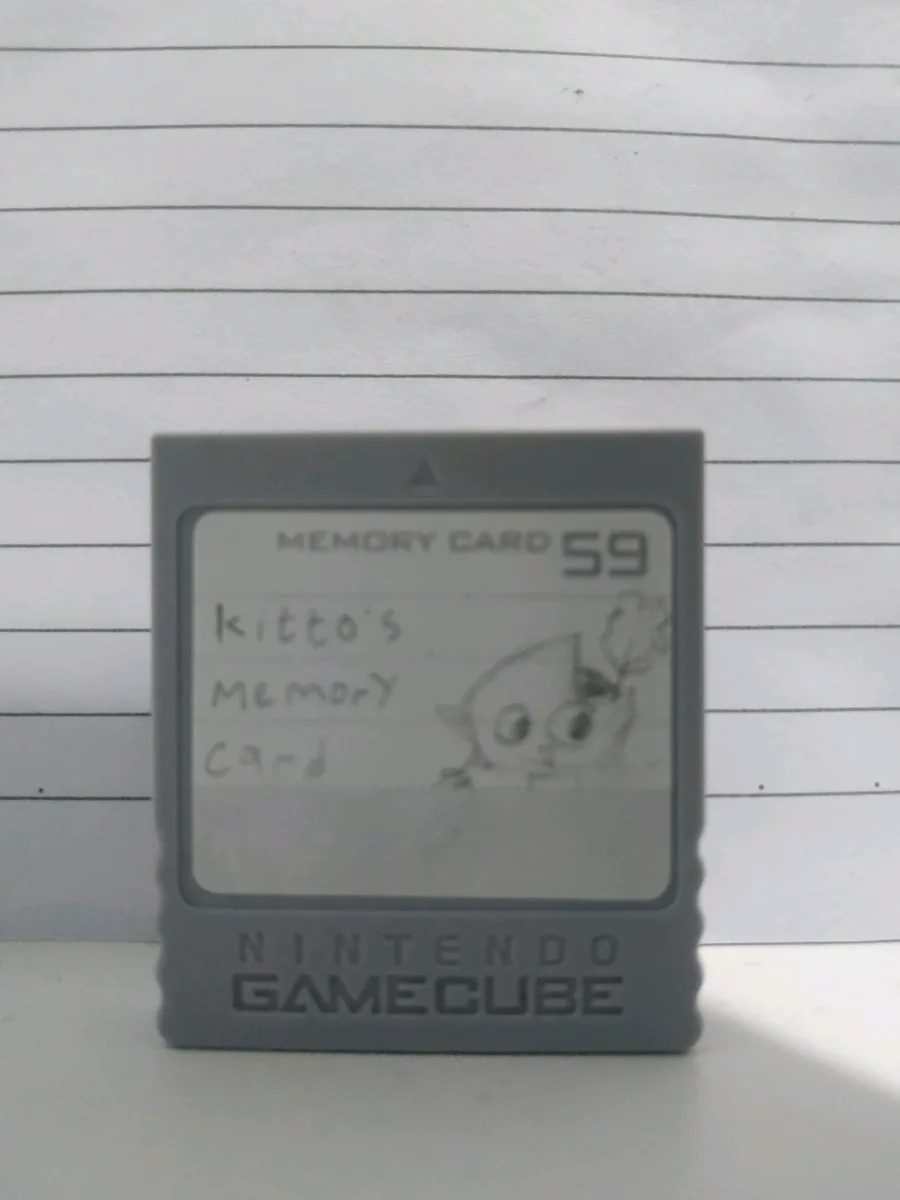 MEMORY CARD 59
kitto's
memory
card
NINTENDO
GAMECUBE